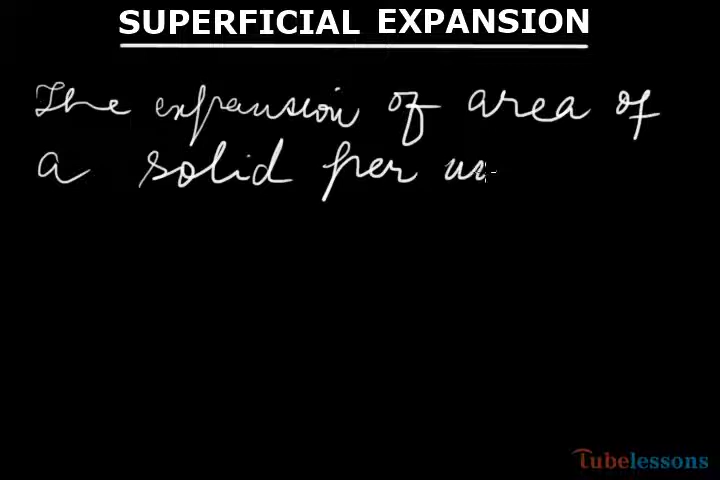 SUPERFICIAL EXPANSION
The expansion of area of
a solid per
Tubelessons